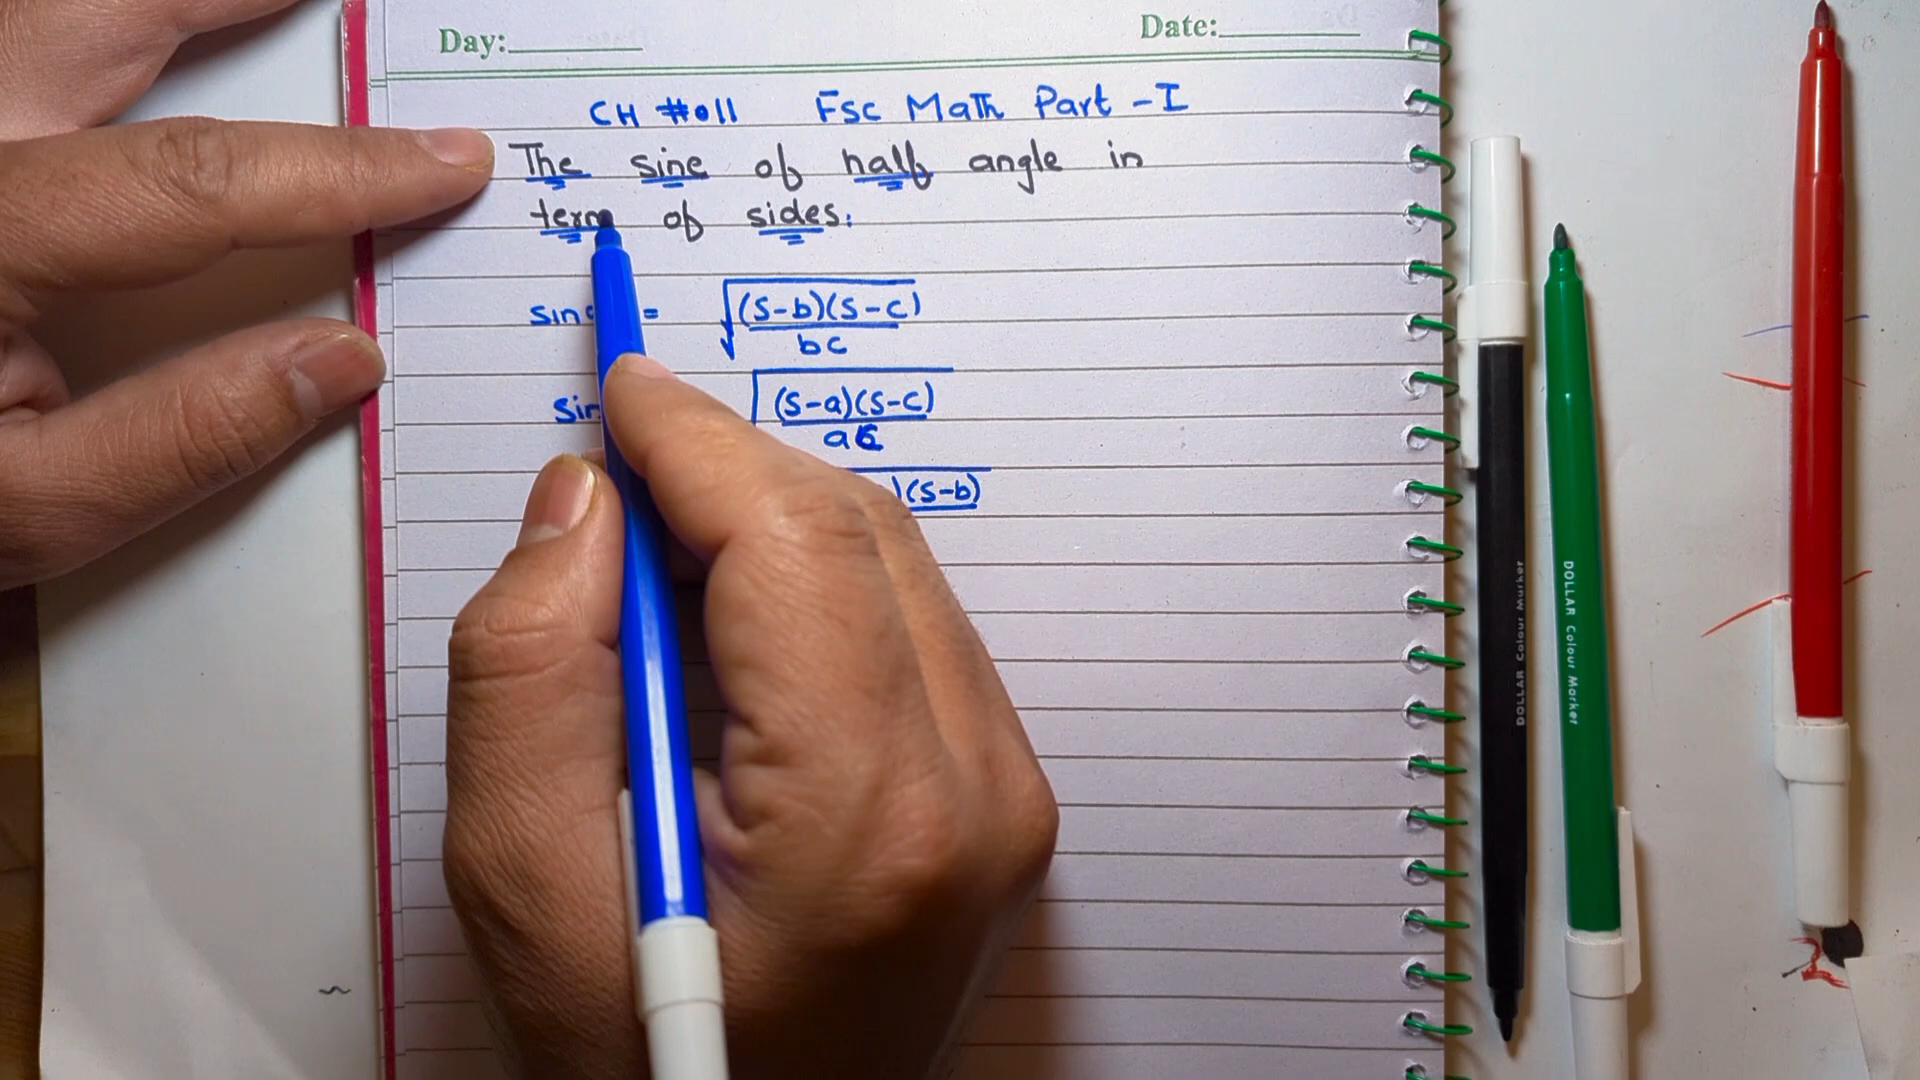 Day: Date:
CH #011 Fsc Math Part -I
The sine of half angle in
term of sides:
= √(s-b)(s-c)
bc
(s-a)(s-c)
ac
)(s-b)
DOLLAR Colour Marker
DOLLAR Colour Marker